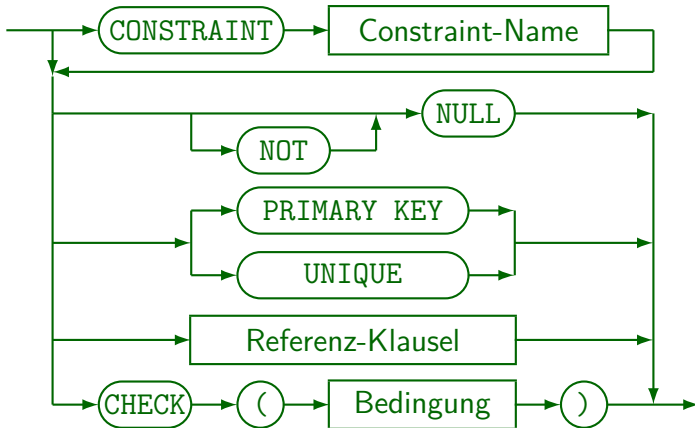 CONSTRAINT Constraint-Name
NULL
NOT
PRIMARY KEY
UNIQUE
Referenz-Klausel
CHECK ( Bedingung )